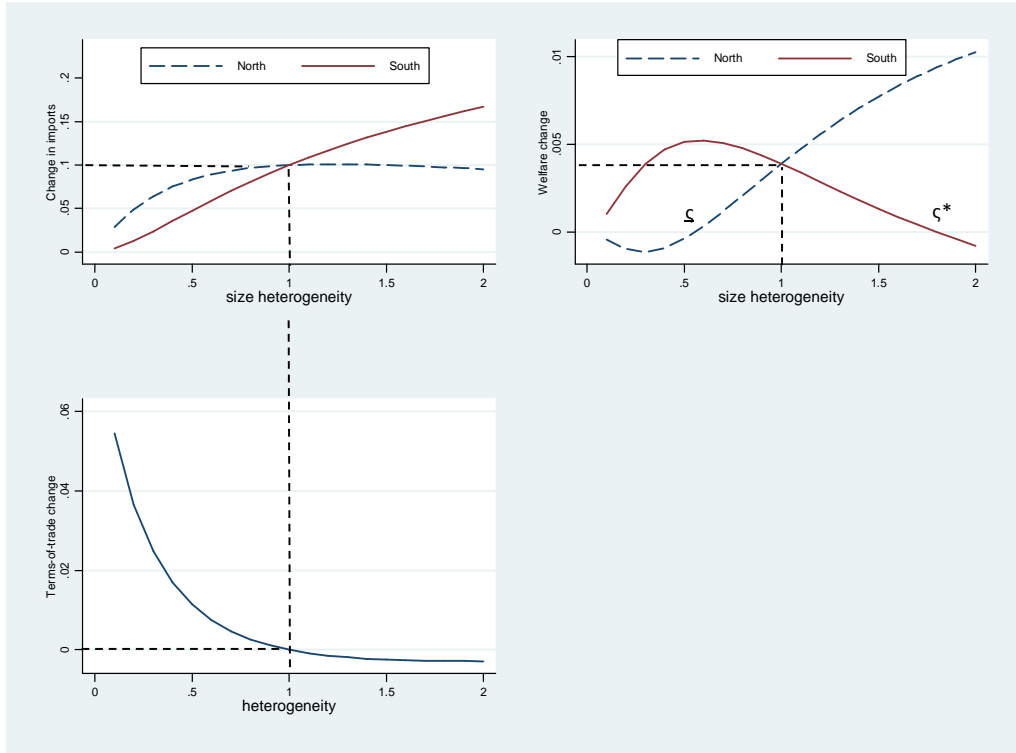 North South
Change in imports
.2
.15
.1
.05
0
0 .5 1 1.5 2
size heterogeneity
North South
Welfare change
.01
.005
0
ς ς*
0 .5 1 1.5 2
size heterogeneity
Terms-of-trade change
.06
.04
.02
0
0 .5 1 1.5 2
heterogeneity